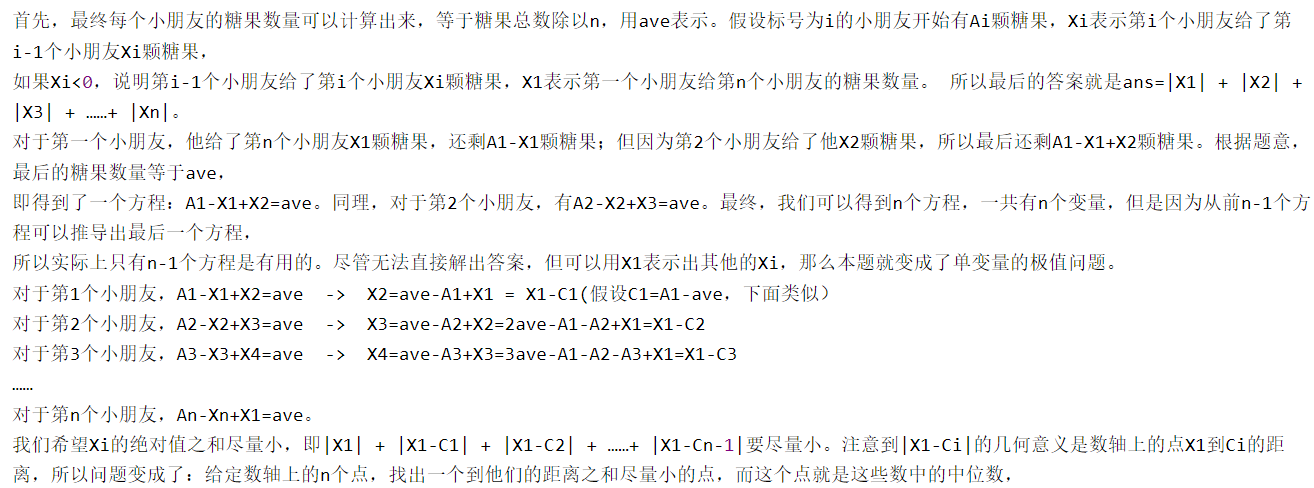 首先，最终每个小朋友的糖果数量可以计算出来，等于糖果总数除以n，用ave表示。假设标号为i的小朋友开始有Ai颗糖果，Xi表示第i个小朋友给了第
i-1个小朋友Xi颗糖果，
如果Xi<0，说明第i-1个小朋友给了第i个小朋友Xi颗糖果，X1表示第一个小朋友给第n个小朋友的糖果数量。 所以最后的答案就是ans=|X1| + |X2| +
|X3| + ……+ |Xn|。
对于第一个小朋友，他给了第n个小朋友X1颗糖果，还剩A1-X1颗糖果；但因为第2个小朋友给了他X2颗糖果，所以最后还剩A1-X1+X2颗糖果。根据题意，
最后的糖果数量等于ave，
即得到了一个方程：A1-X1+X2=ave。同理，对于第2个小朋友，有A2-X2+X3=ave。最终，我们可以得到n个方程，一共有n个变量，但是因为从前n-1个方
程可以推导出最后一个方程，
所以实际上只有n-1个方程是有用的。尽管无法直接解出答案，但可以用X1表示出其他的Xi，那么本题就变成了单变量的极值问题。
对于第1个小朋友，A1-X1+X2=ave  ->  X2=ave-A1+X1 = X1-C1(假设C1=A1-ave，下面类似）
对于第2个小朋友，A2-X2+X3=ave  ->  X3=ave-A2+X2=2ave-A1-A2+X1=X1-C2
对于第3个小朋友，A3-X3+X4=ave  ->  X4=ave-A3+X3=3ave-A1-A2-A3+X1=X1-C3
……
对于第n个小朋友，An-Xn+X1=ave。
我们希望Xi的绝对值之和尽量小，即|X1| + |X1-C1| + |X1-C2| + ……+ |X1-Cn-1|要尽量小。注意到|X1-Ci|的几何意义是数轴上的点X1到Ci的距
离，所以问题变成了：给定数轴上的n个点，找出一个到他们的距离之和尽量小的点，而这个点就是这些数中的中位数，